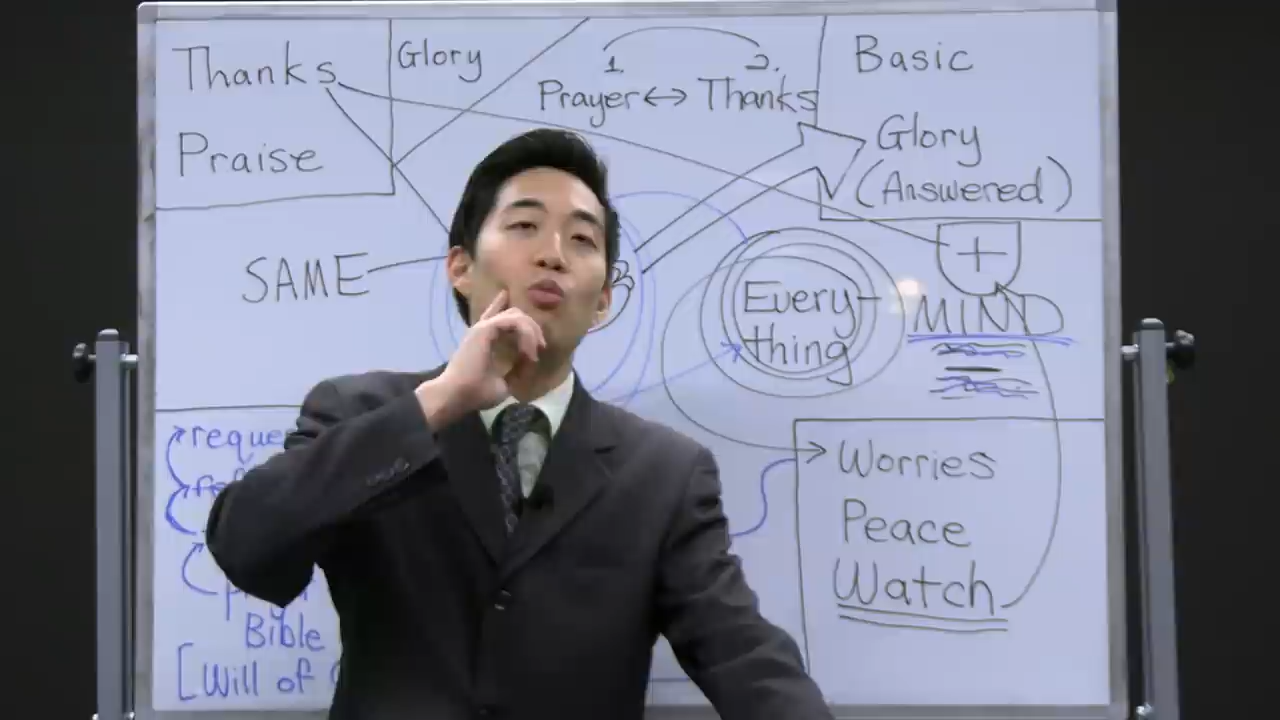 Thanks
Praise
Glory
1. 2.
Prayer ↔ Thanks
Basic
Glory
(Answered)
SAME
Every-
thing
+
MIND
Worries
Peace
Watch
Bible
[Will of